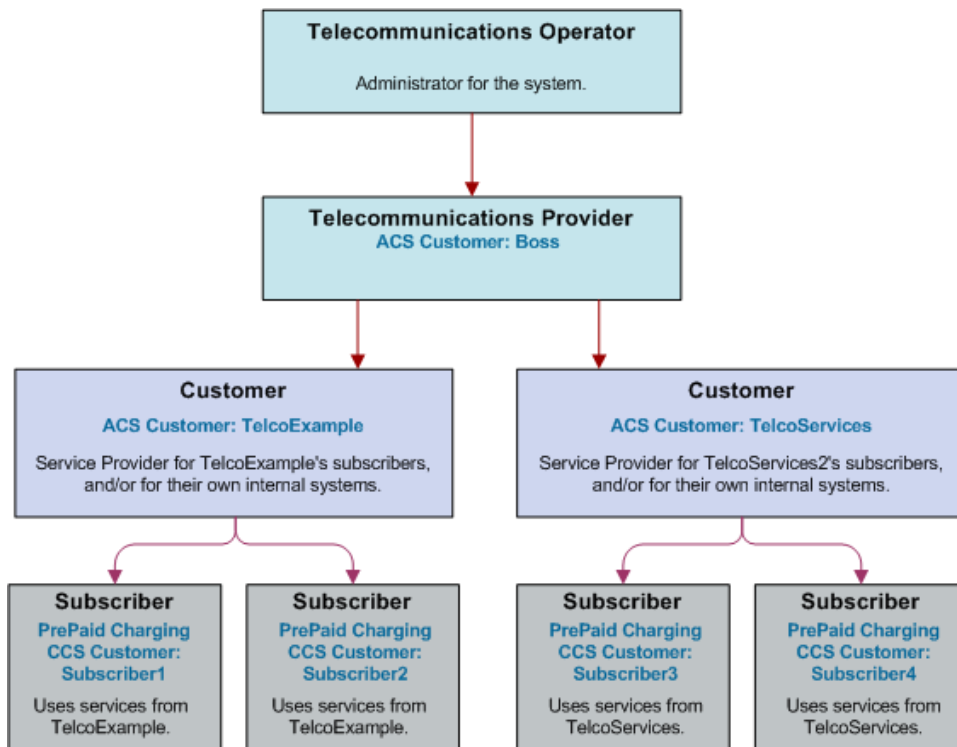 Telecommunications Operator
Administrator for the system.
Telecommunications Provider
ACS Customer: Boss
Customer
ACS Customer: TelcoExample
Service Provider for TelcoExample's subscribers,
and/or for their own internal systems.
Customer
ACS Customer: TelcoServices
Service Provider for TelcoServices2's subscribers,
and/or for their own internal systems.
Subscriber
PrePaid Charging
CCS Customer:
Subscriber1
Uses services from
TelcoExample.
Subscriber
PrePaid Charging
CCS Customer:
Subscriber2
Uses services from
TelcoExample.
Subscriber
PrePaid Charging
CCS Customer:
Subscriber3
Uses services from
TelcoServices.
Subscriber
PrePaid Charging
CCS Customer:
Subscriber4
Uses services from
TelcoServices.